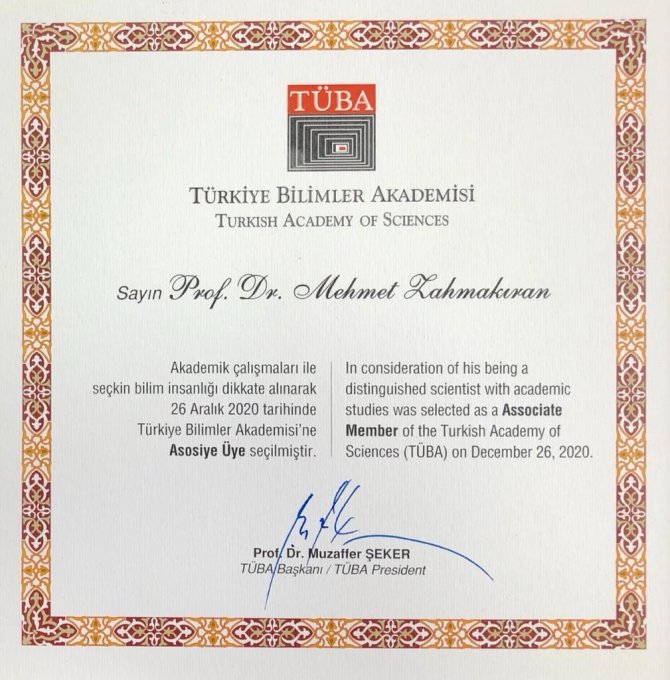 TÜBA
TÜRKİYE BİLİMLER AKADEMİSİ
TURKISH ACADEMY OF SCIENCES
Sayın Prof. Dr. Mehmet Zahmakıran
Akademik çalışmaları ile
seçkin bilim insanlığı dikkate alınarak
26 Aralık 2020 tarihinde
Türkiye Bilimler Akademisi'ne
Asosiye Üye seçilmiştir.
In consideration of his being a
distinguished scientist with academic
studies was selected as a Associate
Member of the Turkish Academy of
Sciences (TÜBA) on December 26, 2020.
Prof. Dr. Muzaffer ŞEKER
TÜBA Başkanı / TÜBA President